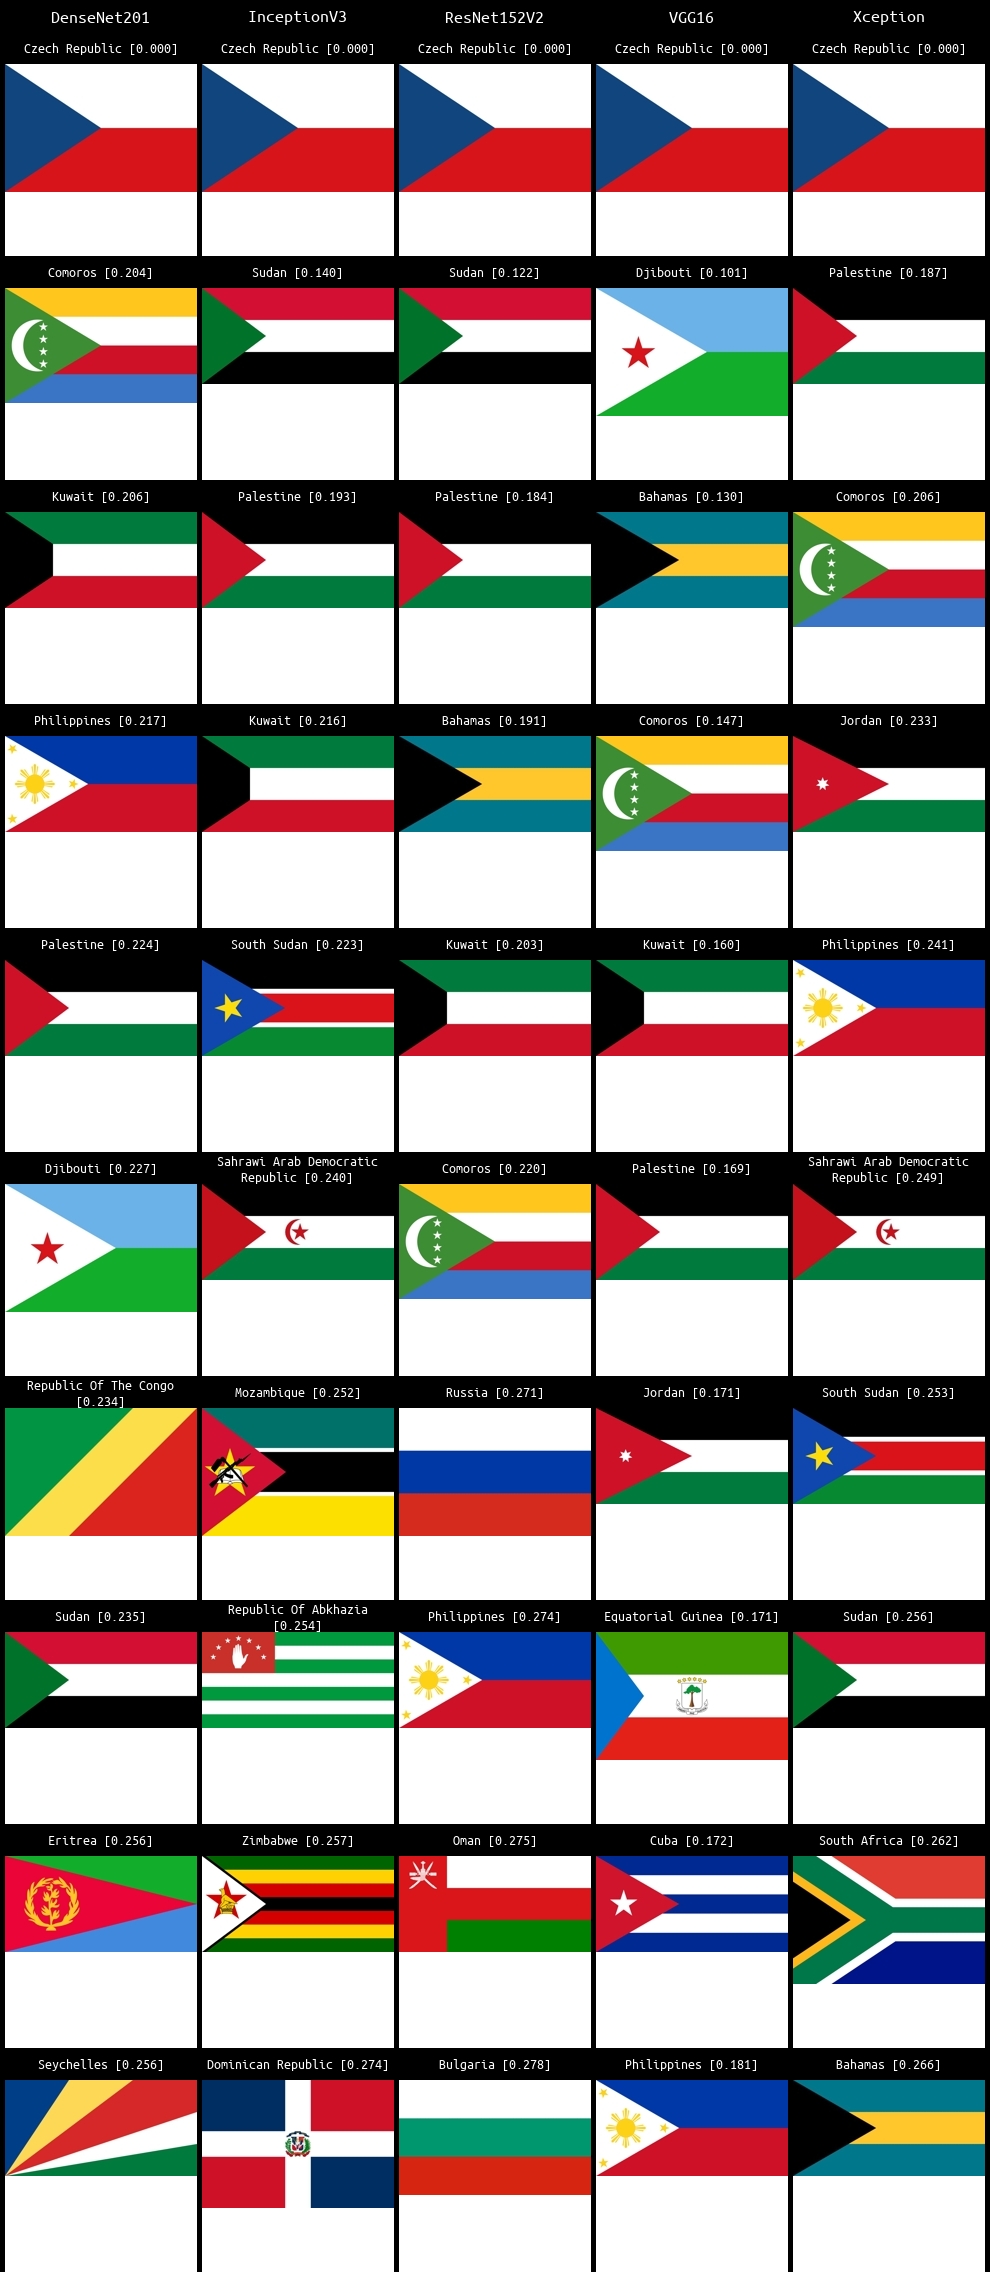 DenseNet201 InceptionV3 ResNet152V2 VGG16 Xception
Czech Republic [0.000] Czech Republic [0.000] Czech Republic [0.000] Czech Republic [0.000] Czech Republic [0.000]
Comoros [0.204] Sudan [0.140] Sudan [0.122] Djibouti [0.101] Palestine [0.187]
Kuwait [0.206] Palestine [0.193] Palestine [0.184] Bahamas [0.130] Comoros [0.206]
Philippines [0.217] Kuwait [0.216] Bahamas [0.191] Comoros [0.147] Jordan [0.233]
Palestine [0.224] South Sudan [0.223] Kuwait [0.203] Kuwait [0.160] Philippines [0.241]
Djibouti [0.227] Sahrawi Arab Democratic Republic [0.240] Comoros [0.220] Palestine [0.169] Sahrawi Arab Democratic Republic [0.249]
Republic Of The Congo [0.234] Mozambique [0.252] Russia [0.271] Jordan [0.171] South Sudan [0.253]
Sudan [0.235] Republic Of Abkhazia [0.254] Philippines [0.274] Equatorial Guinea [0.171] Sudan [0.256]
Eritrea [0.256] Zimbabwe [0.257] Oman [0.275] Cuba [0.172] South Africa [0.262]
Seychelles [0.256] Dominican Republic [0.274] Bulgaria [0.278] Philippines [0.181] Bahamas [0.266]